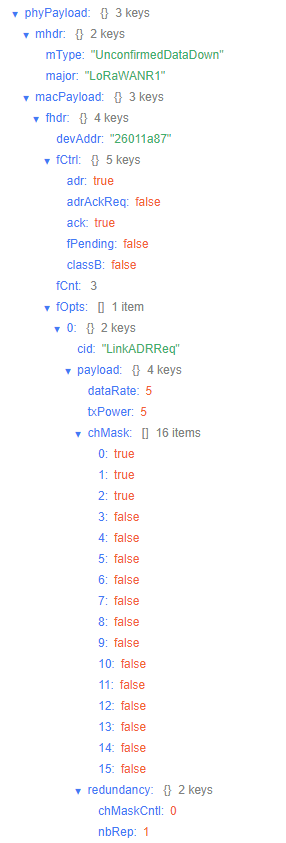 phyPayload: {} 3 keys
mhdr: {} 2 keys
mType: "UnconfirmedDataDown"
major: "LoRaWANR1"
macPayload: {} 3 keys
fhdr: {} 4 keys
devAddr: "26011a87"
fCtrl: {} 5 keys
adr: true
adrAckReq: false
ack: true
fPending: false
classB: false
fCnt: 3
fOpts: [] 1 item
0: {} 2 keys
cid: "LinkADRReq"
payload: {} 4 keys
dataRate: 5
txPower: 5
chMask: [] 16 items
0: true
1: true
2: true
3: false
4: false
5: false
6: false
7: false
8: false
9: false
10: false
11: false
12: false
13: false
14: false
15: false
redundancy: {} 2 keys
chMaskCntl: 0
nbRep: 1